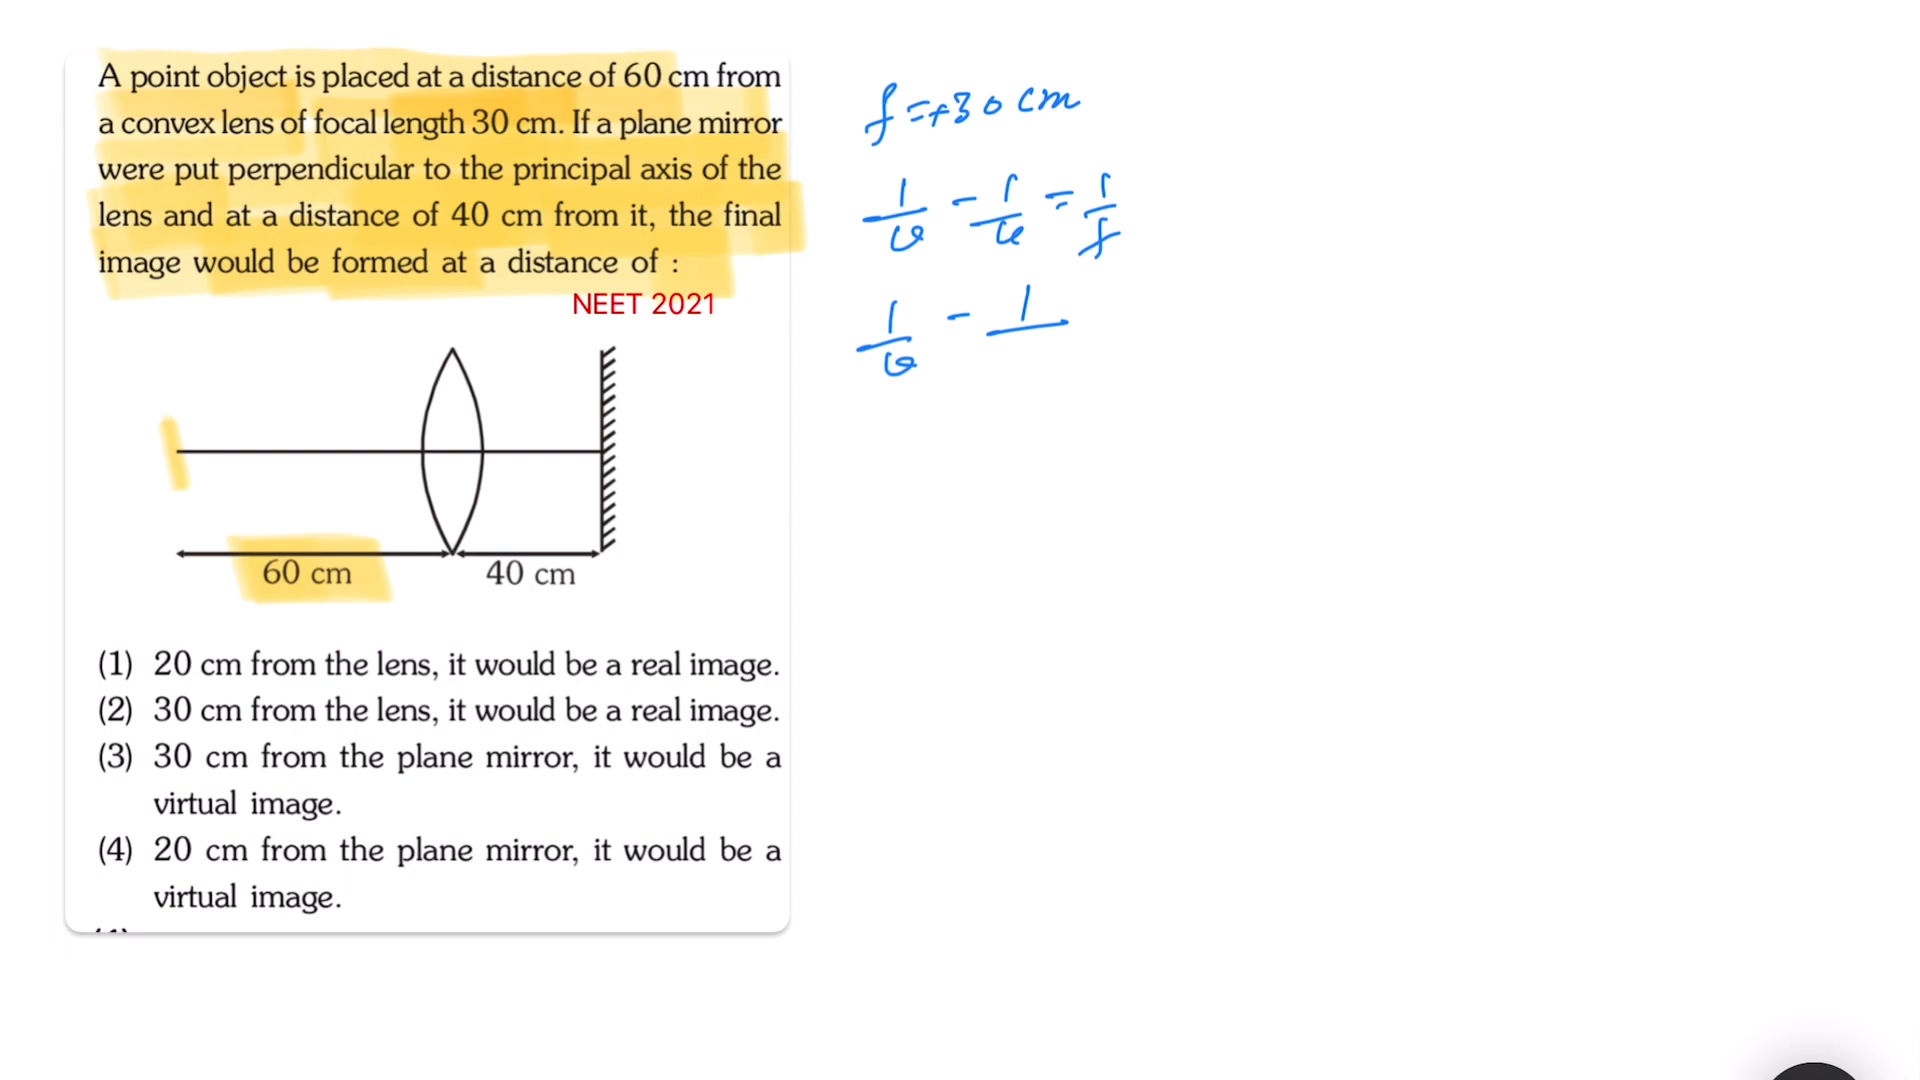 A point object is placed at a distance of 60 cm from
a convex lens of focal length 30 cm. If a plane mirror
were put perpendicular to the principal axis of the
lens and at a distance of 40 cm from it, the final
image would be formed at a distance of :
NEET 2021
60 cm
40 cm
(1) 20 cm from the lens, it would be a real image.
(2) 30 cm from the lens, it would be a real image.
(3) 30 cm from the plane mirror, it would be a
virtual image.
(4) 20 cm from the plane mirror, it would be a
virtual image.
f = +30 cm
1/v - 1/u = 1/f
1/v - 1/